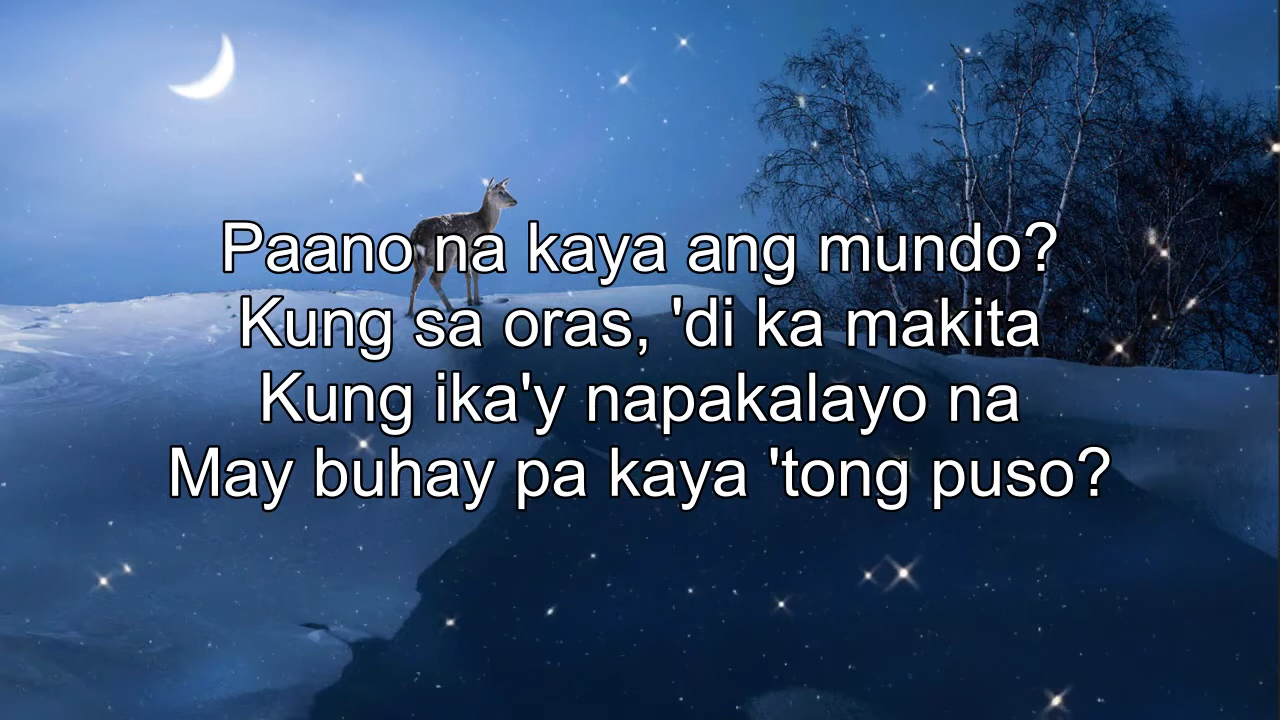 Paano na kaya ang mundo?
Kung sa oras, 'di ka makita
Kung ika'y napakalayo na
May buhay pa kaya 'tong puso?